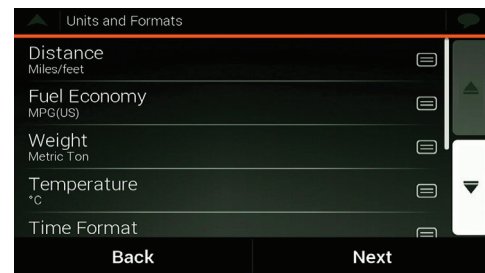 Units and Formats
Distance
Miles/feet
Fuel Economy
MPG(US)
Weight
Metric Ton
Temperature
°C
Time Format
Back
Next